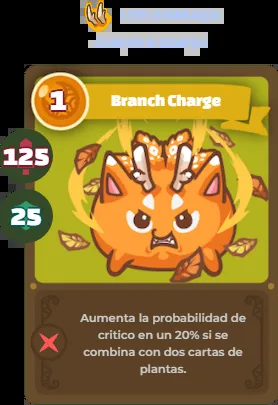 1
Branch Charge
125
25
Aumenta la probabilidad de
critico en un 20% si se
combina con dos cartas de
plantas.